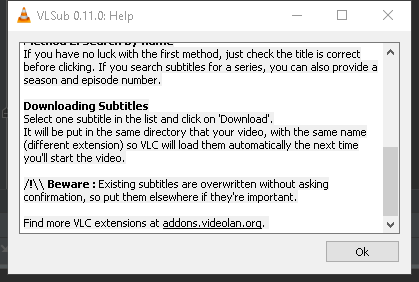 VLSub 0.11.0: Help
Method 2: Search by name
If you have no luck with the first method, just check the title is correct
before clicking. If you search subtitles for a series, you can also provide a
season and episode number.
Downloading Subtitles
Select one subtitle in the list and click on 'Download'.
It will be put in the same directory that your video, with the same name
(different extension) so VLC will load them automatically the next time
you'll start the video.
/!\\ Beware : Existing subtitles are overwritten without asking
confirmation, so put them elsewhere if they're important.
Find more VLC extensions at addons.videolan.org.
Ok